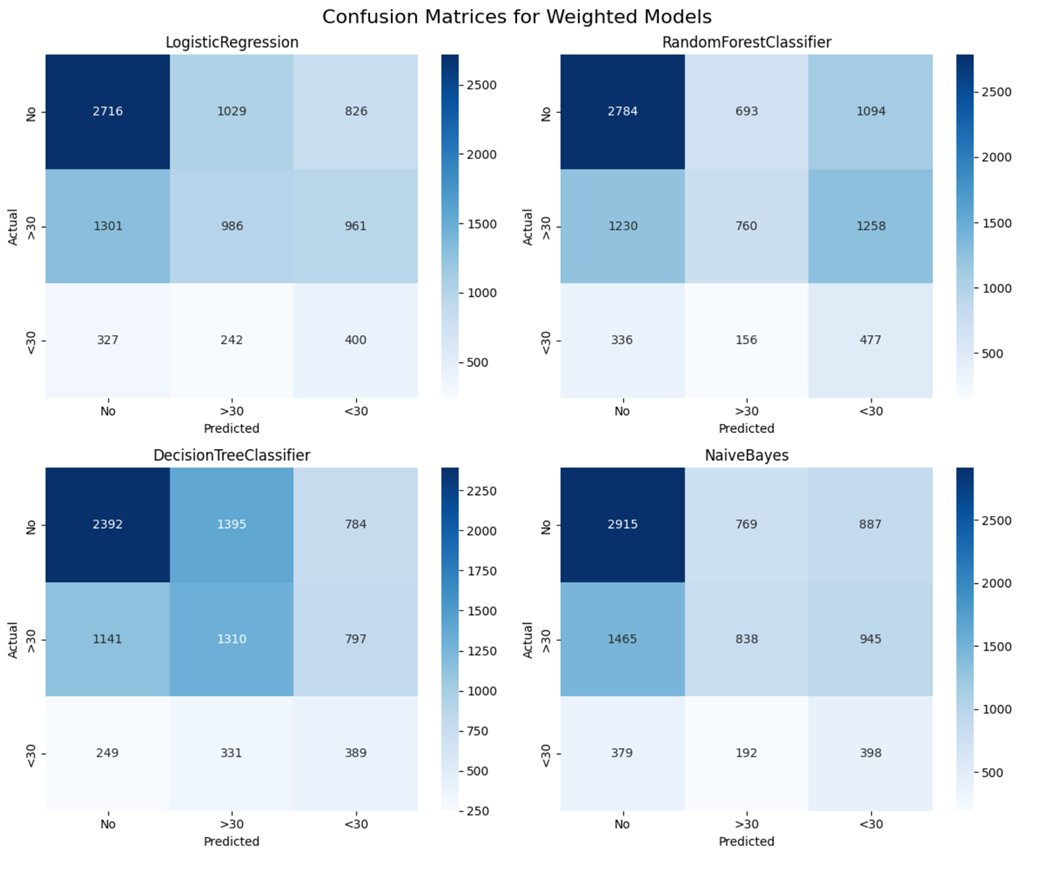 Confusion Matrices for Weighted Models
LogisticRegression
No
>30
<30
Actual
2716 1029 826
1301 986 961
327 242 400
No >30 <30
Predicted
2500
2000
1500
1000
500
RandomForestClassifier
No
>30
<30
Actual
2784 693 1094
1230 760 1258
336 156 477
No >30 <30
Predicted
2500
2000
1500
1000
500
DecisionTreeClassifier
No
>30
<30
Actual
2392 1395 784
1141 1310 797
249 331 389
No >30 <30
Predicted
2250
2000
1750
1500
1250
1000
750
500
250
NaiveBayes
No
>30
<30
Actual
2915 769 887
1465 838 945
379 192 398
No >30 <30
Predicted
2500
2000
1500
1000
500